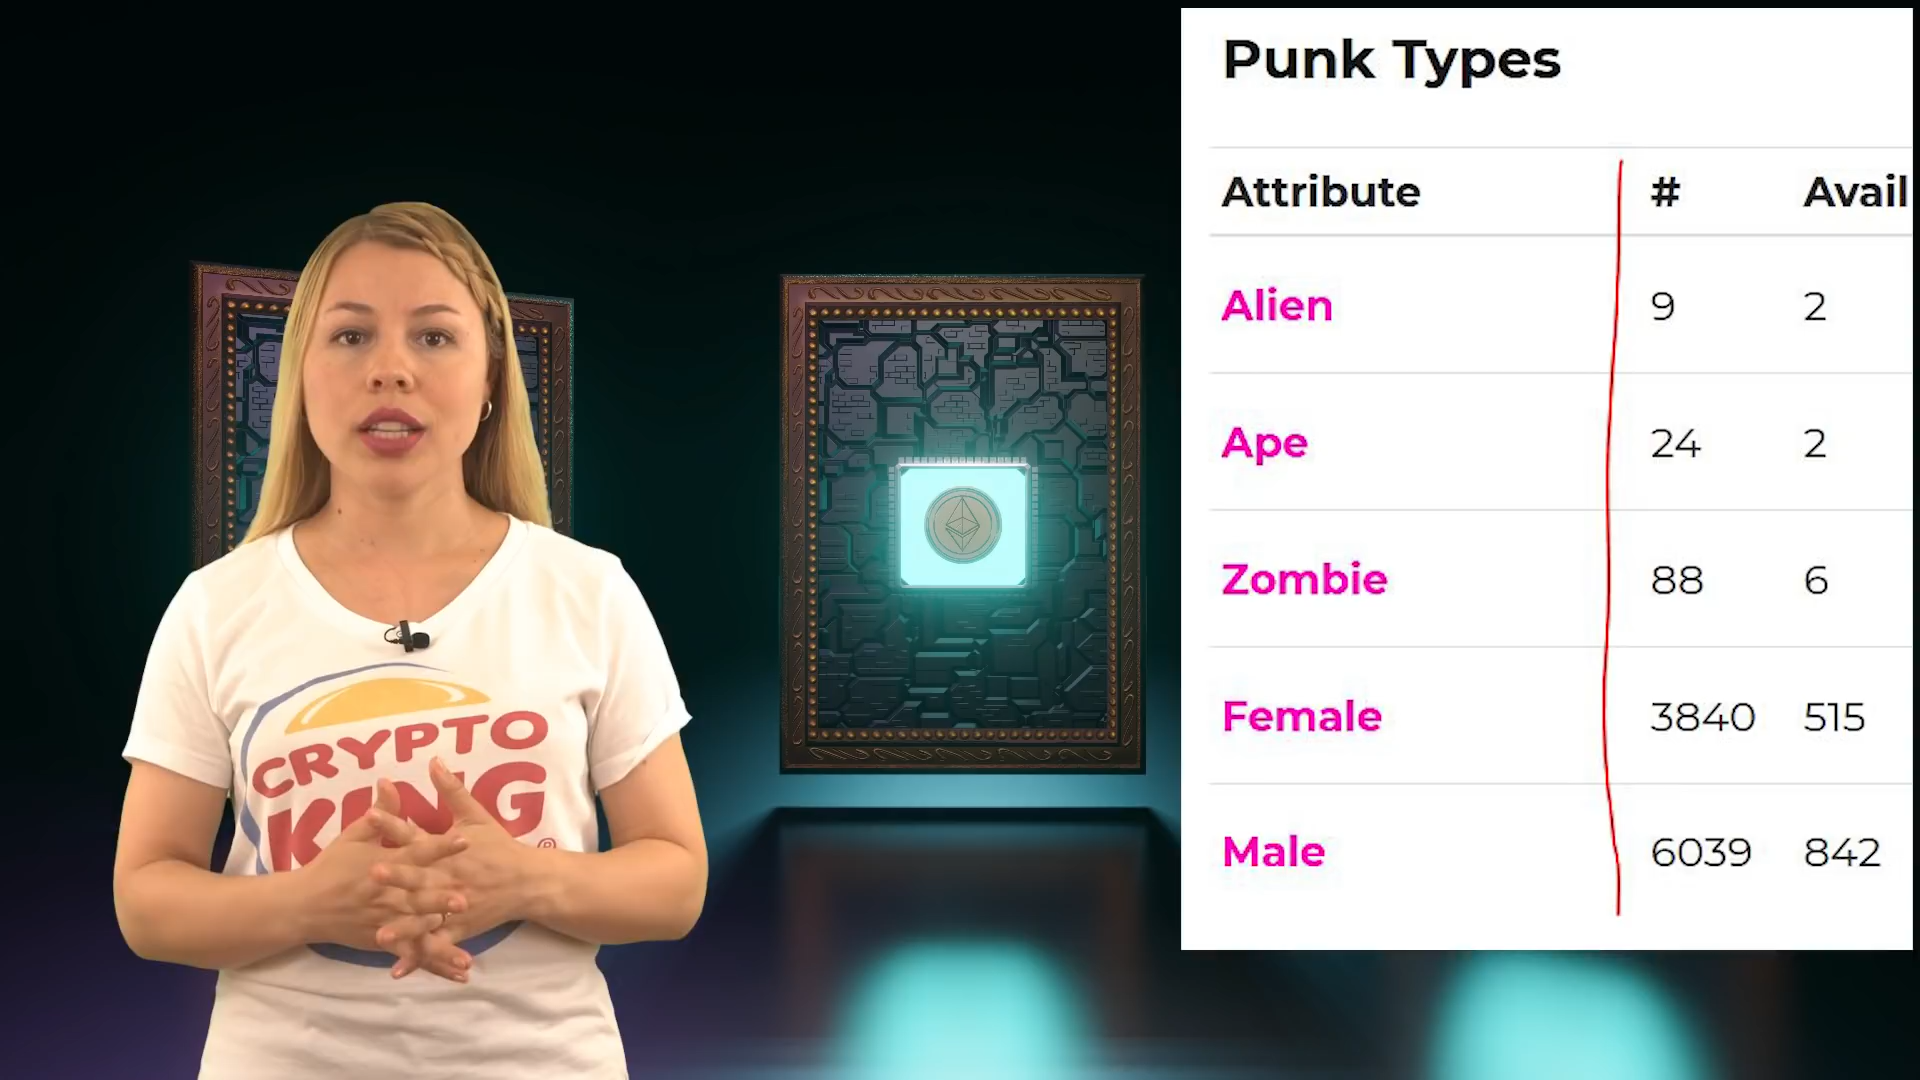 Punk Types
Attribute # Avail
Alien 9 2
Ape 24 2
Zombie 88 6
Female 3840 515
Male 6039 842
CRYPTO
KING®